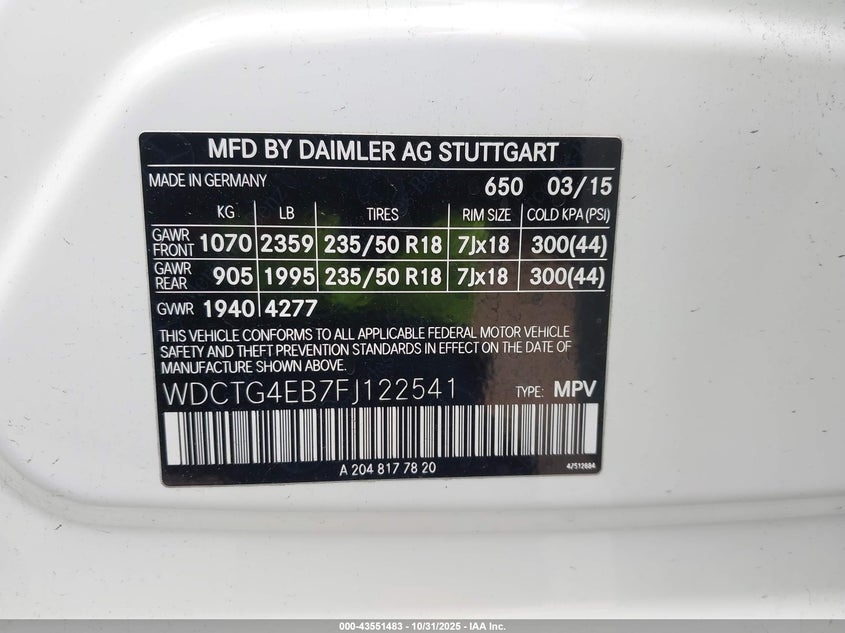 MFD BY DAIMLER AG STUTTGART
MADE IN GERMANY 650 03/15
KG LB TIRES RIM SIZE COLD KPA (PSI)
GAWR FRONT 1070 2359 235/50 R18 7Jx18 300(44)
GAWR REAR 905 1995 235/50 R18 7Jx18 300(44)
GVWR 1940 4277
THIS VEHICLE CONFORMS TO ALL APPLICABLE FEDERAL MOTOR VEHICLE
SAFETY AND THEFT PREVENTION STANDARDS IN EFFECT ON THE DATE OF
MANUFACTURE SHOWN ABOVE.
WDCTG4EB7FJ122541 TYPE: MPV
A 204 817 78 20
000-43551483 - 10/31/2025 - IAA Inc.